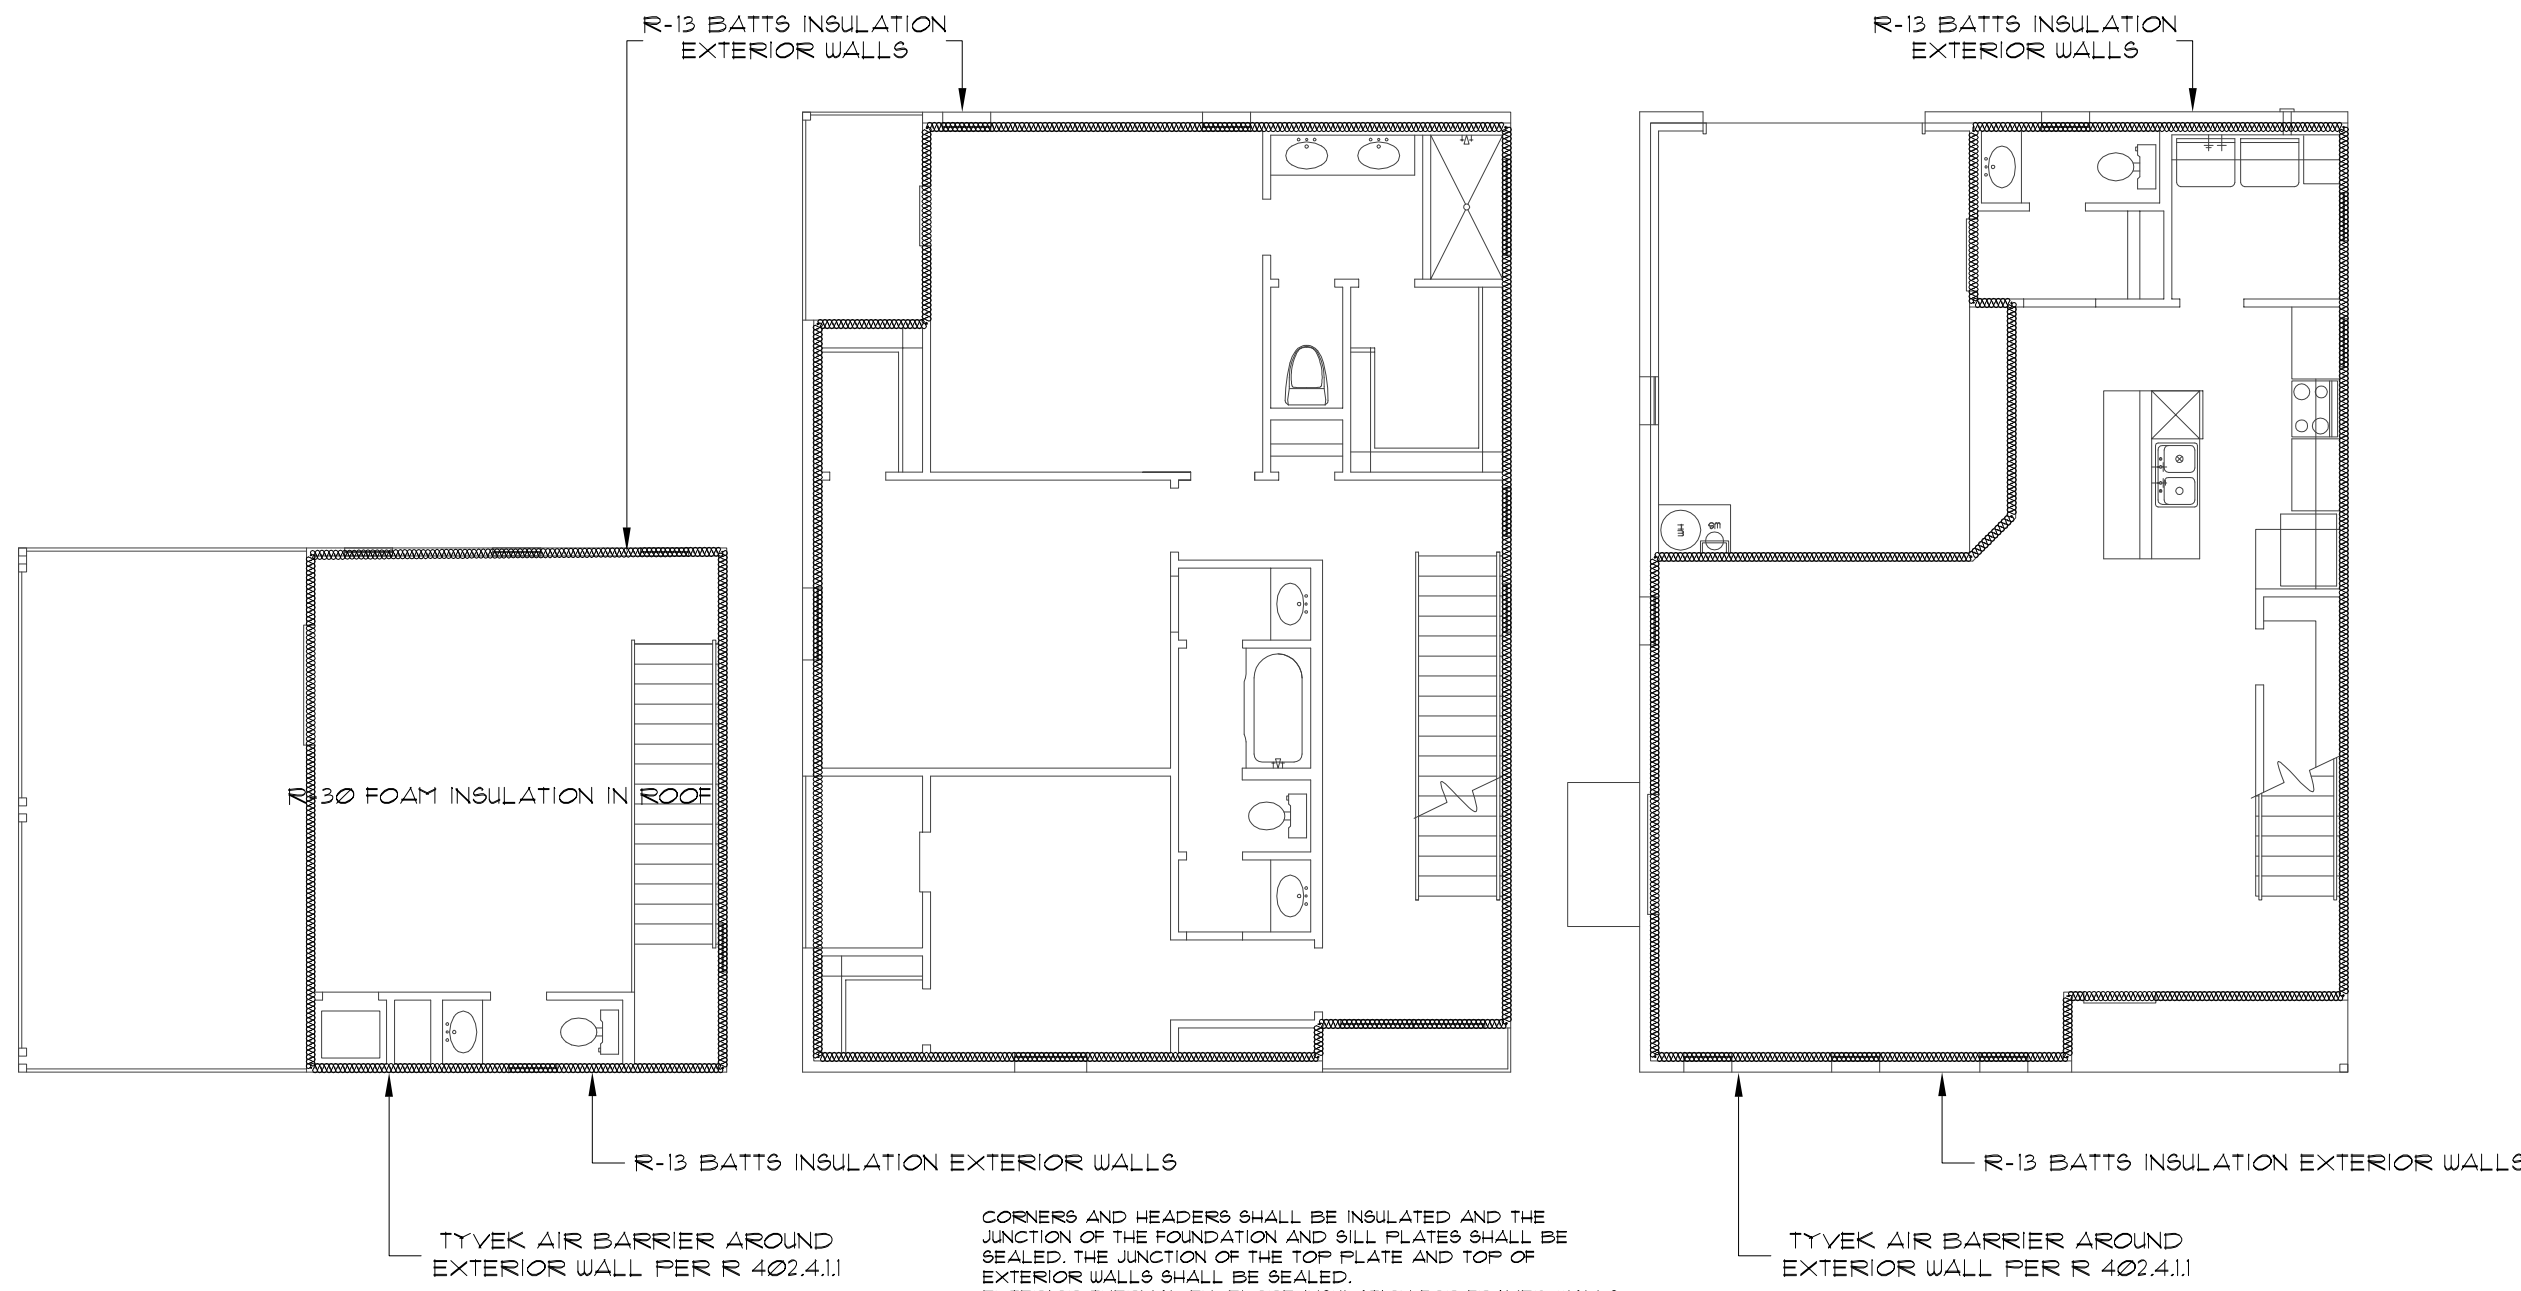 R-13 BATTS INSULATION
EXTERIOR WALLS
R-13 BATTS INSULATION
EXTERIOR WALLS
HW
WS
R-30 FOAM INSULATION IN ROOF
R-13 BATTS INSULATION EXTERIOR WALLS
R-13 BATTS INSULATION EXTERIOR WALLS
TYVEK AIR BARRIER AROUND
EXTERIOR WALL PER R 402.4.1.1
CORNERS AND HEADERS SHALL BE INSULATED AND THE
JUNCTION OF THE FOUNDATION AND SILL PLATES SHALL BE
SEALED. THE JUNCTION OF THE TOP PLATE AND TOP OF
EXTERIOR WALLS SHALL BE SEALED.
TYVEK AIR BARRIER AROUND
EXTERIOR WALL PER R 402.4.1.1